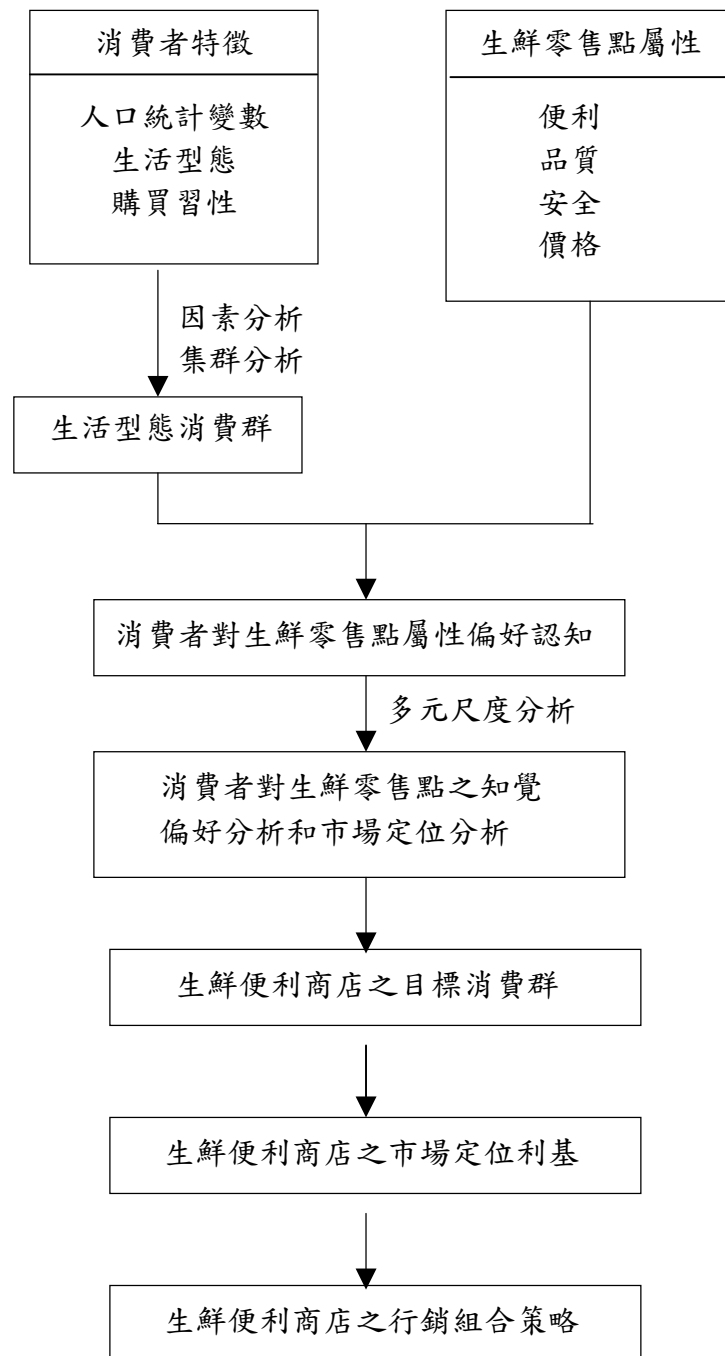 消費者特徵
人口統計變數
生活型態
購買習性
生鮮零售點屬性
便利
品質
安全
價格
因素分析
集群分析
生活型態消費群
消費者對生鮮零售點屬性偏好認知
多元尺度分析
消費者對生鮮零售點之知覺
偏好分析和市場定位分析
生鮮便利商店之目標消費群
生鮮便利商店之市場定位利基
生鮮便利商店之行銷組合策略